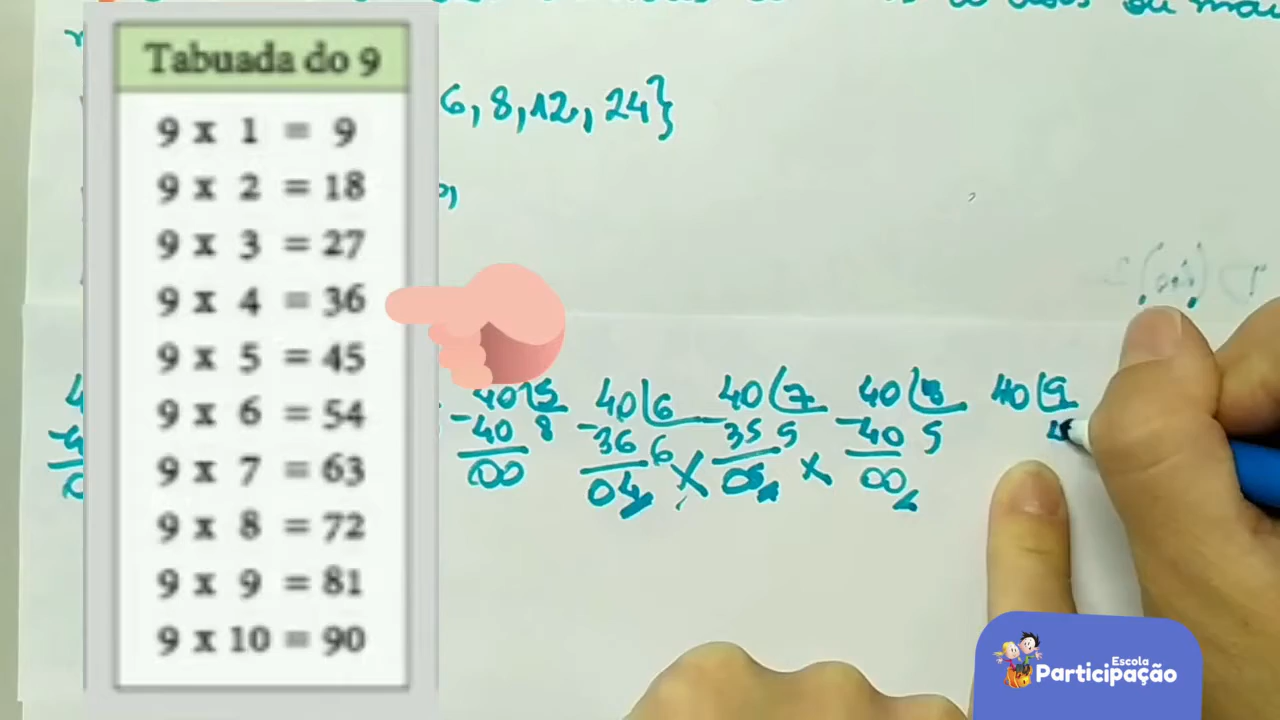 Tabuada do 9
9 x 1 = 9
9 x 2 = 18
9 x 3 = 27
9 x 4 = 36
9 x 5 = 45
9 x 6 = 54
9 x 7 = 63
9 x 8 = 72
9 x 9 = 81
9 x 10 = 90
6, 8, 12, 24}
40 5 40 6 40 7 40 8 40 9
-40 8 -36 6 35 5 -40 5
00 04 x 05 x 00
Escola
Participação